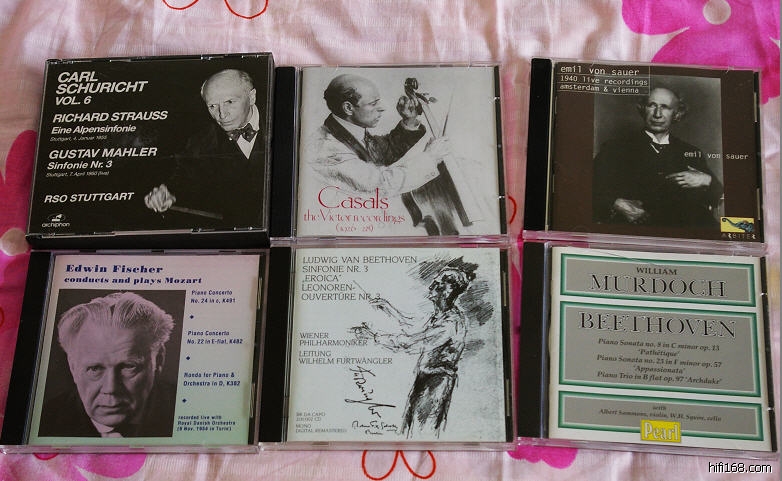 CARL
SCHURICHT
VOL. 6
RICHARD STRAUSS
Eine Alpensinfonie
GUSTAV MAHLER
Sinfonie Nr. 3
Stuttgart, 7. April 1960 (live)
RSO STUTTGART
archiphon
Casals
the Victor recordings
emil von sauer
1940 live recordings
amsterdam & vienna
emil von sauer
ARBITER
Edwin Fischer
conducts and plays Mozart
Piano Concerto
No. 24 in c, K491
Piano Concerto
No. 22 in E-flat, K482
Rondo for Piano &
Orchestra in D, K382
recorded live with
Royal Danish Orchestra
LUDWIG VAN BEETHOVEN
SINFONIE NR. 3
„EROICA"
LEONOREN-
OUVERTÜRE NR.
WIENER
PHILHARMONIKER
LEITUNG
WILHELM FURTWÄNGLER
MONO
DIGITAL REMASTERED
WILLIAM
MURDOCH
BEETHOVEN
Piano Sonata no. 8 in C minor op. 13
'Pathétique'
Piano Sonata no. 23 in F minor op. 57
'Appassionata'
Piano Trio in B flat op. 97 'Archduke'
with
Albert Sammons, violin, W.H. Squire, cello
Pearl
hifi168.com